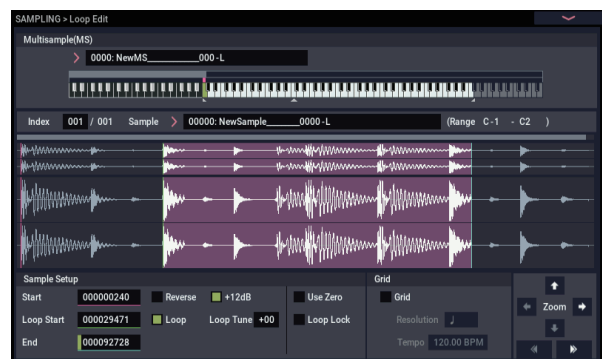 SAMPLING > Loop Edit
Multisample(MS)
0000: NewMS_________000-L
Index 001 / 001 Sample 00000: NewSample_______0000-L (Range C-1 - C2 )
Sample Setup Grid
Start 000000240 Reverse +12dB Use Zero Grid Zoom
Loop Start 000029471 Loop Loop Tune +00 Loop Lock Resolution ♩
End 000092728 Tempo 120.00 BPM